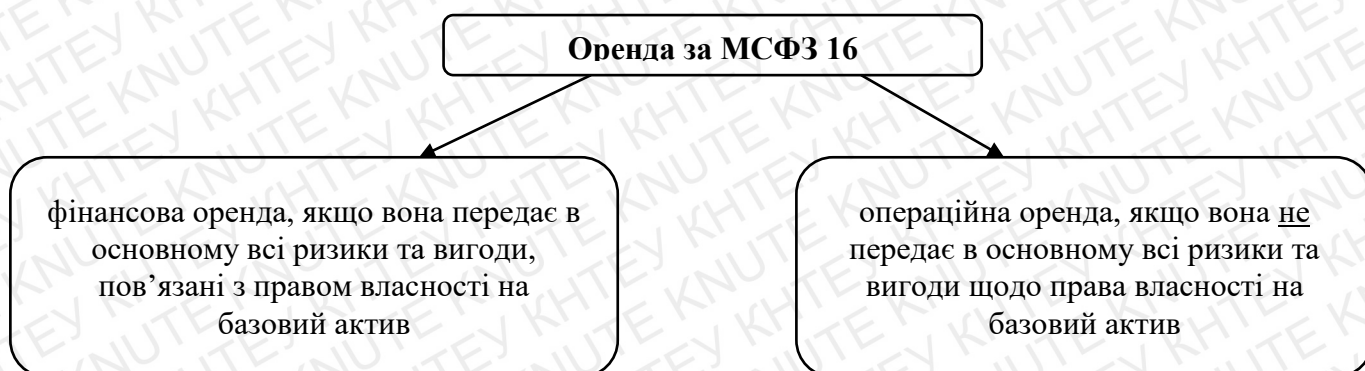 Оренда за МСФЗ 16
фінансова оренда, якщо вона передає в
основному всі ризики та вигоди,
пов’язані з правом власності на
базовий актив
операційна оренда, якщо вона не
передає в основному всі ризики та
вигоди щодо права власності на
базовий актив